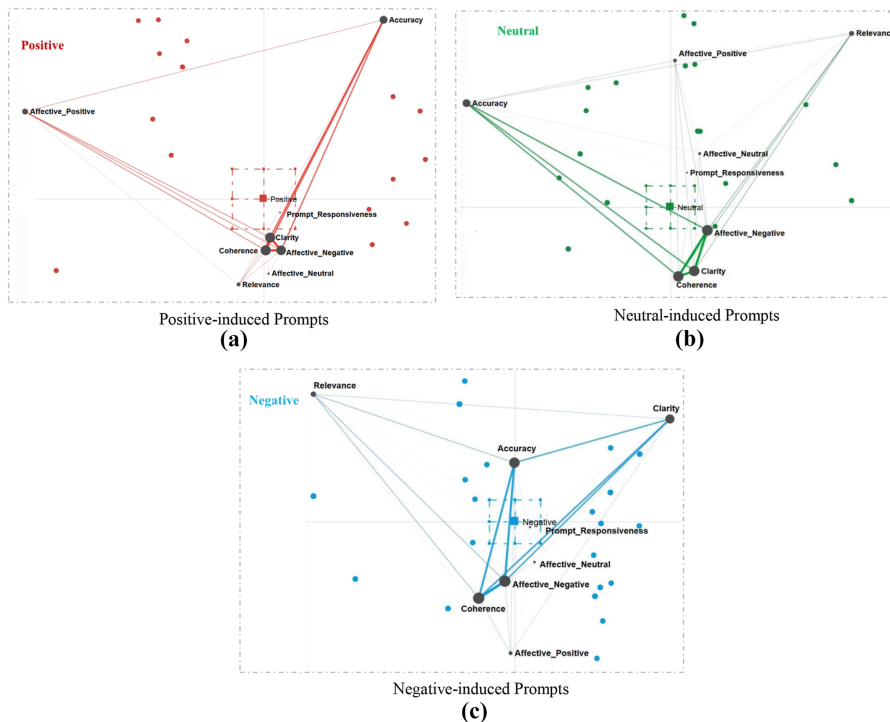 Positive
Accuracy
Affective_Positive
Positive
Prompt_Responsiveness
Clarity
Coherence
Affective_Negative
Affective_Neutral
Relevance
Positive-induced Prompts
(a)
Neutral
Relevance
Affective_Positive
Accuracy
Affective_Neutral
Prompt_Responsiveness
Neutral
Affective_Negative
Clarity
Coherence
Neutral-induced Prompts
(b)
Relevance
Negative
Clarity
Accuracy
Negative
Prompt_Responsiveness
Affective_Neutral
Affective_Negative
Coherence
Affective_Positive
Negative-induced Prompts
(c)